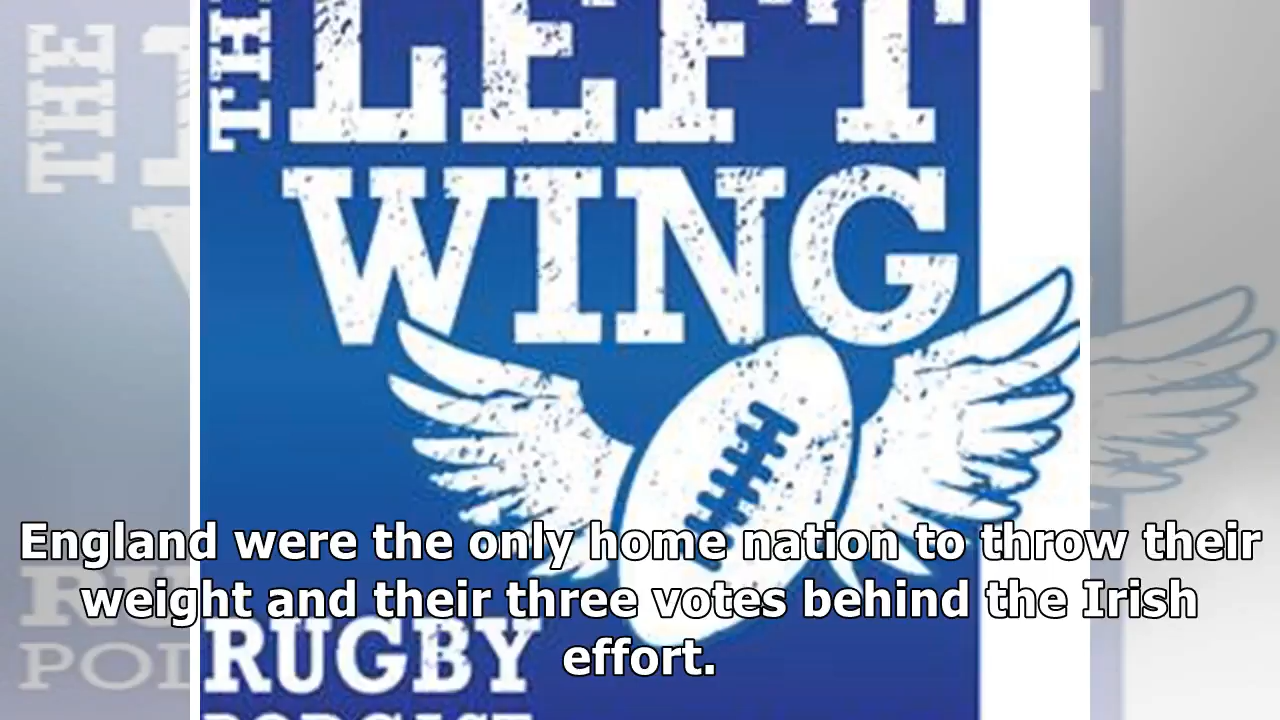 THE
LEFT
WING
England were the only home nation to throw their
weight and their three votes behind the Irish
effort.
RUGBY
PODCAST